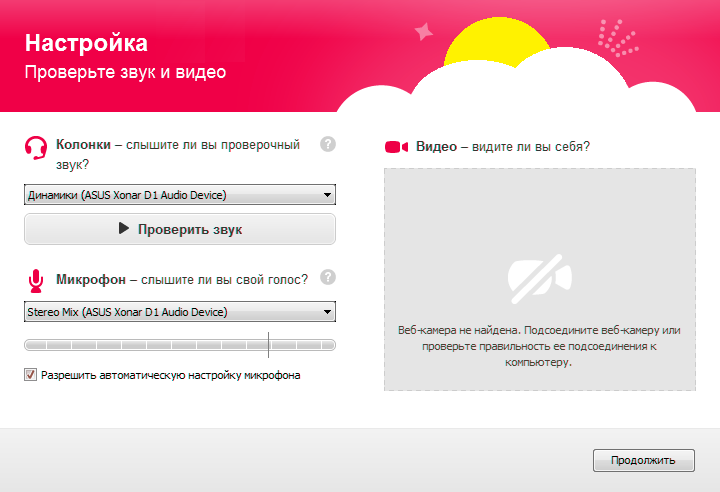 Настройка
Проверьте звук и видео
Колонки – слышите ли вы проверочный
звук?
?
Динамики (ASUS Xonar D1 Audio Device)
Проверить звук
Микрофон – слышите ли вы свой голос?
?
Stereo Mix (ASUS Xonar D1 Audio Device)
Разрешить автоматическую настройку микрофона
Видео – видите ли вы себя?
Веб-камера не найдена. Подсоедините веб-камеру или
проверьте правильность ее подсоединения к
компьютеру.
Продолжить